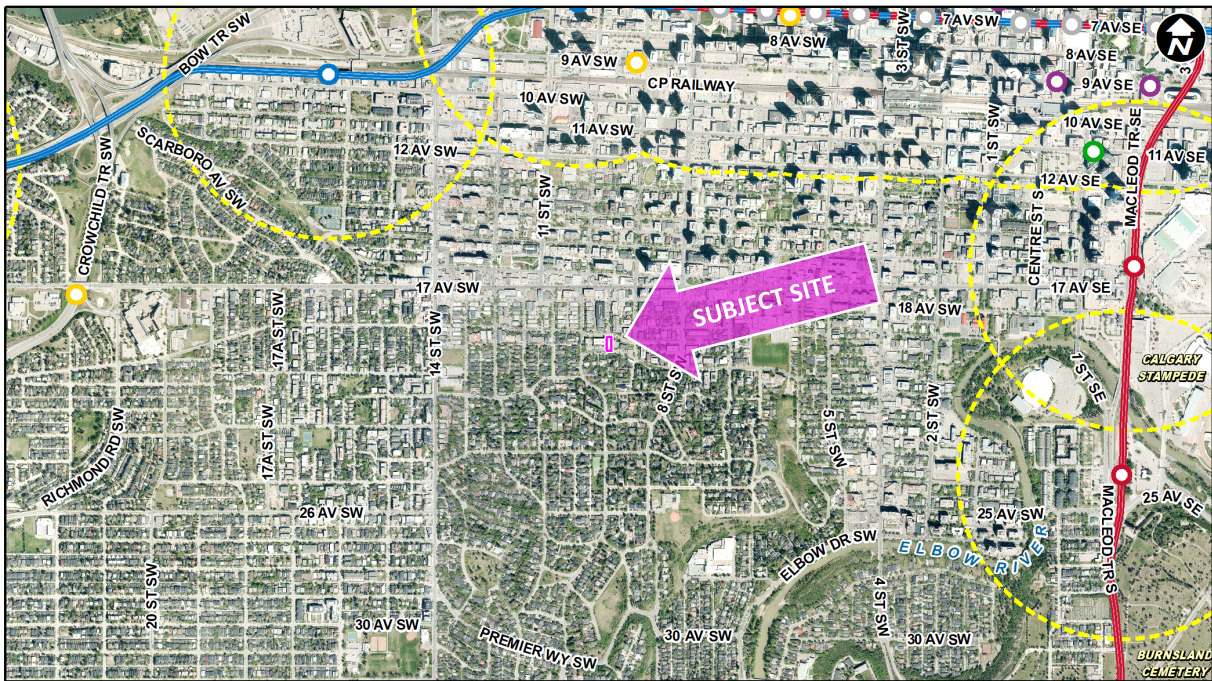 BOW TR SW
7 AV SW
7 AV SE
N
3 ST SW
8 AV SW
8 AV SE
9 AV SW
CP RAILWAY
9 AV SE
3
10 AV SW
1 ST SW
10 AV SE
11 AV SW
MACLEOD TR SE
SCARBORO AV SW
12 AV SW
11 AV SE
12 AV SE
11 ST SW
CENTRE ST S
CROWCHILD TR SW
17 AV SW
SUBJECT SITE
17 AV SE
18 AV SW
17A ST SW
14 ST SW
1 ST SE
CALGARY
STAMPEDE
8 ST SW
2 ST SW
RICHMOND RD SW
17A ST SW
5 ST SW
26 AV SW
25 AV SW
25 AV SE
MACLEOD TR S
ELBOW RIVER
ELBOW DR SW
20 ST SW
4 ST SW
30 AV SW
PREMIER WY SW
30 AV SW
30 AV SW
BURNSLAND
CEMETERY